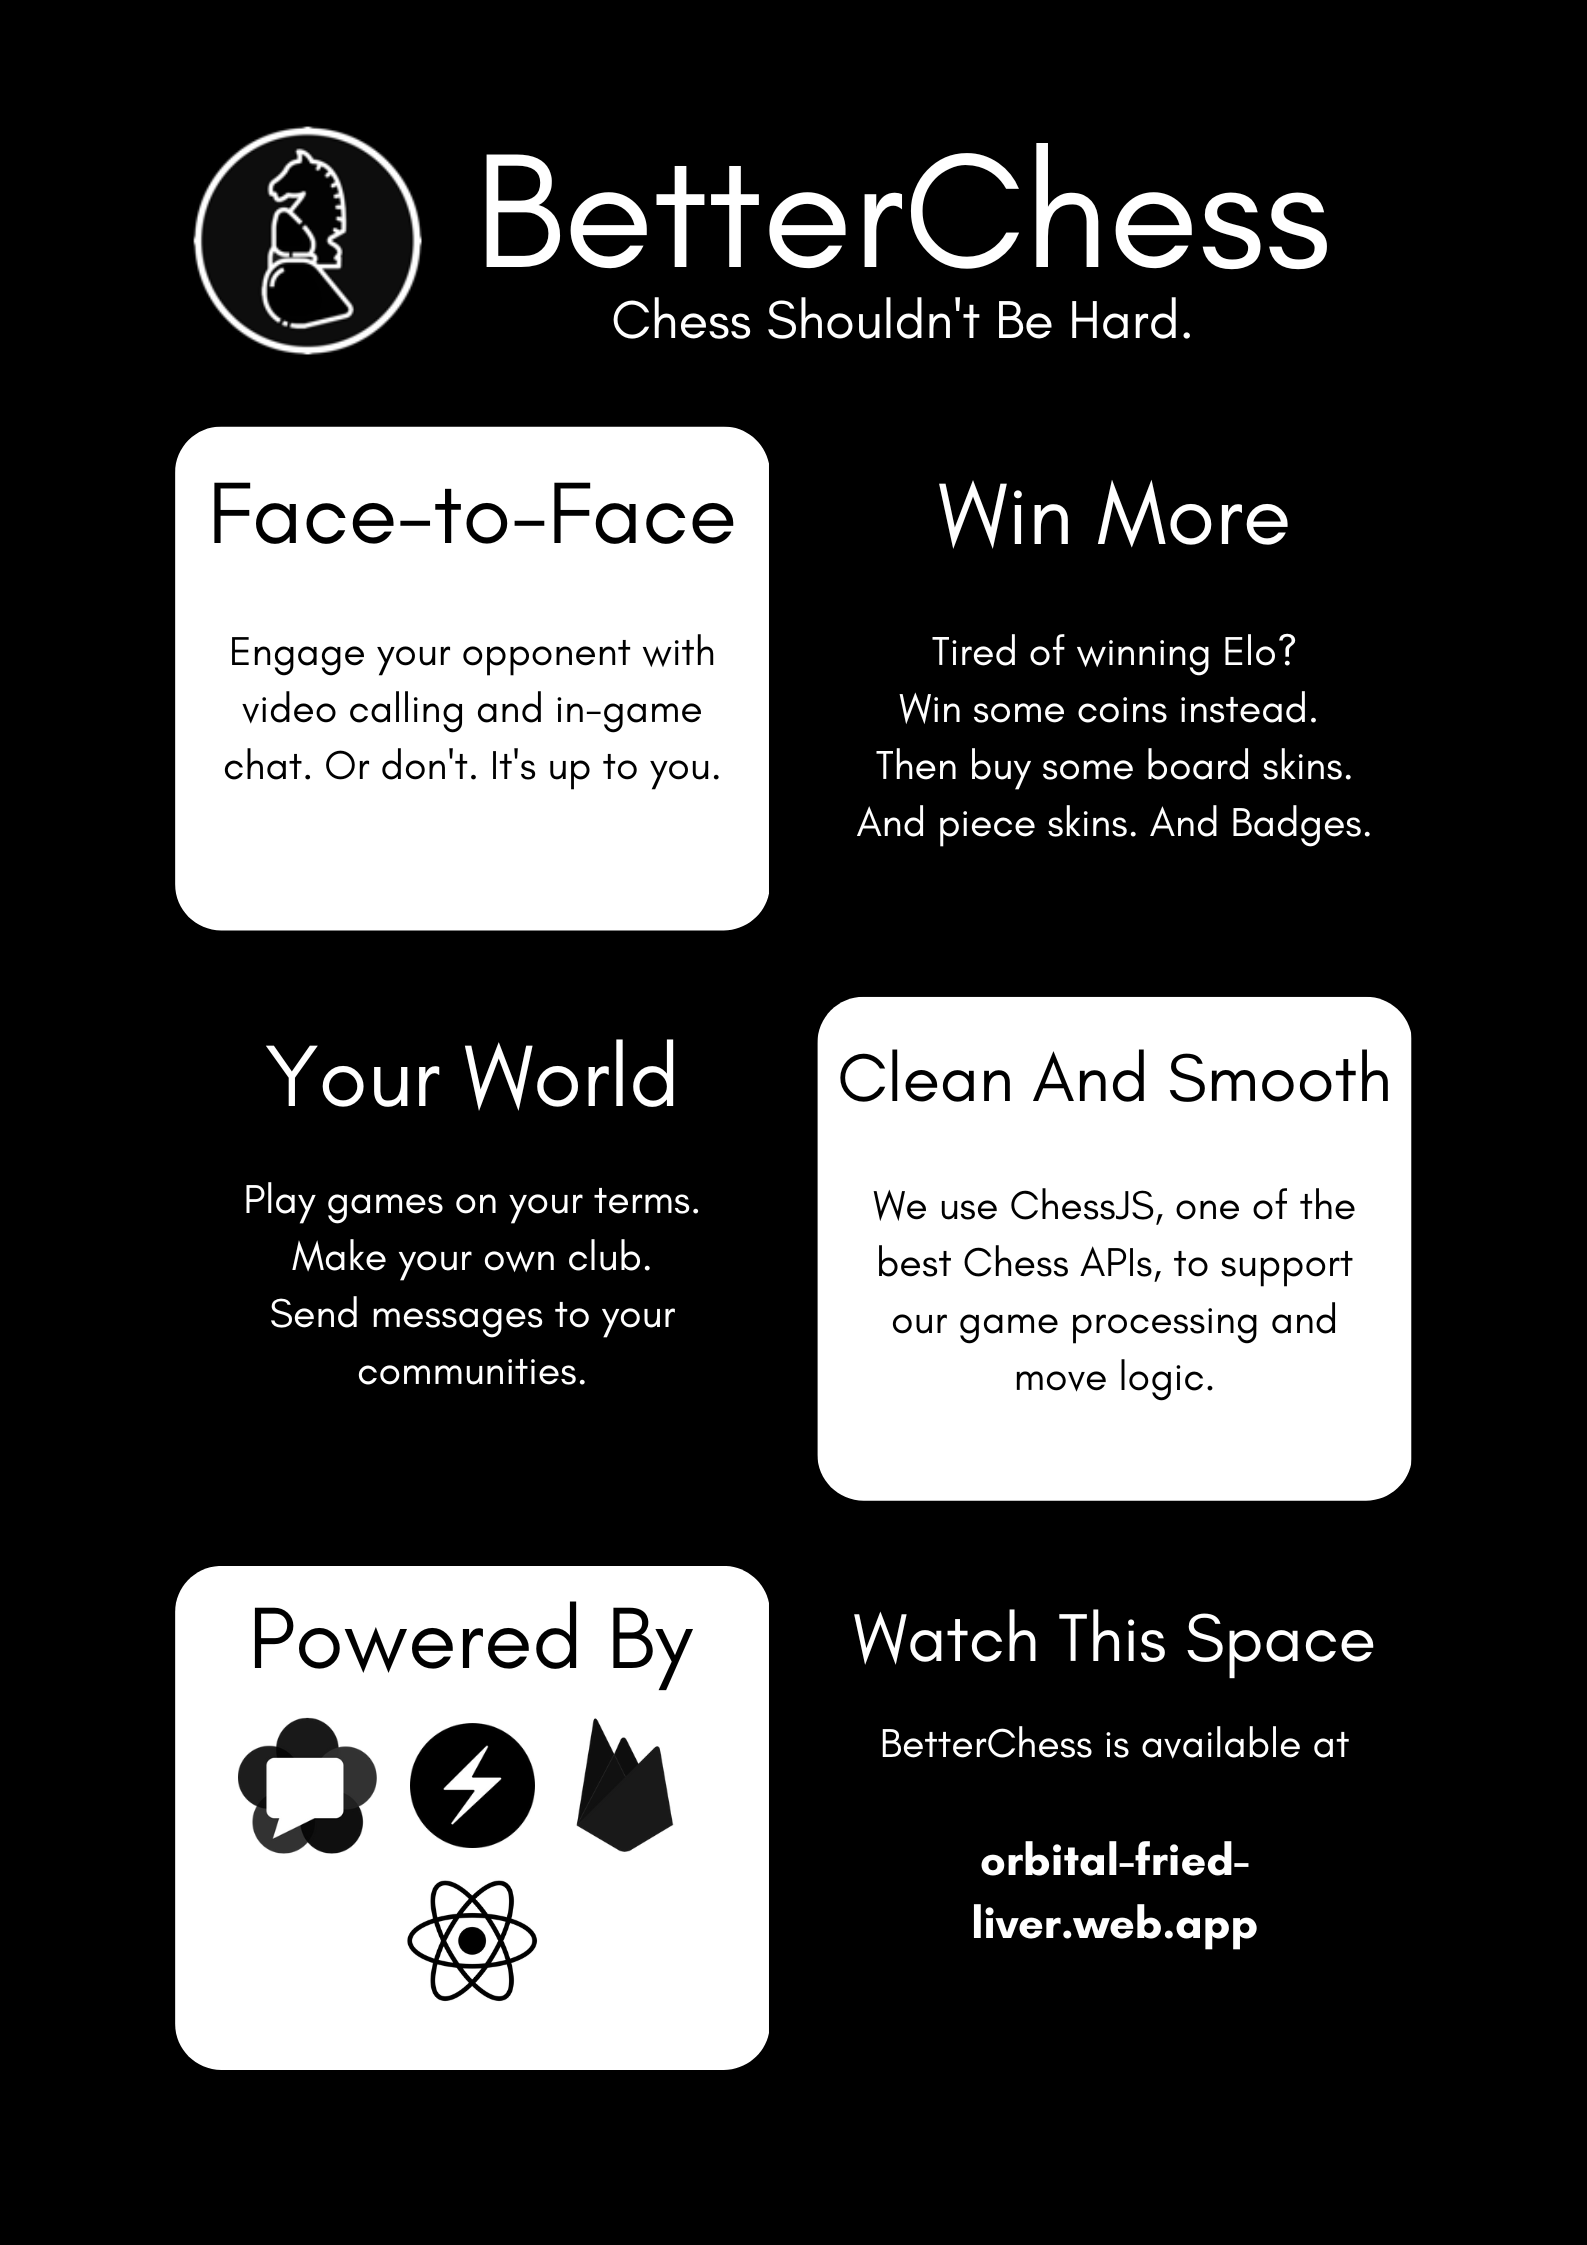 BetterChess
Chess Shouldn't Be Hard.
Face-to-Face
Engage your opponent with
video calling and in-game
chat. Or don't. It's up to you.
Win More
Tired of winning Elo?
Win some coins instead.
Then buy some board skins.
And piece skins. And Badges.
Your World
Play games on your terms.
Make your own club.
Send messages to your
communities.
Clean And Smooth
We use ChessJS, one of the
best Chess APIs, to support
our game processing and
move logic.
Powered By
Watch This Space
BetterChess is available at
orbital-fried-
liver.web.app